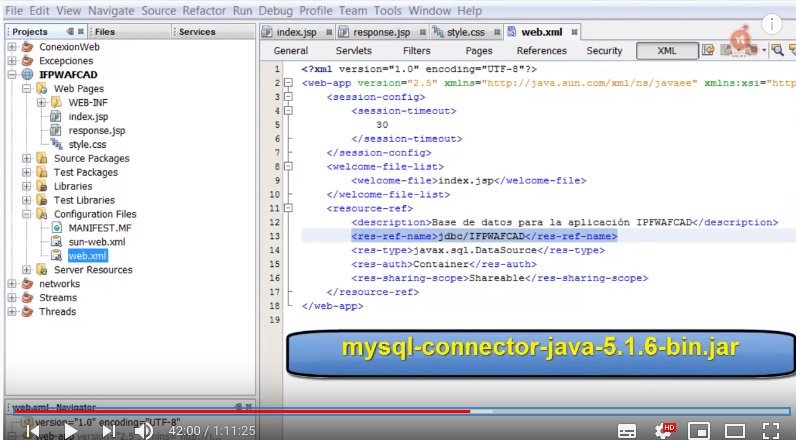 File Edit View Navigate Source Refactor Run Debug Profile Team Tools Window Help
Projects Files Services
index.jsp response.jsp style.css web.xml
General Servlets Filters Pages References Security XML
ConexionWeb
Excepciones
IFPWAFCAD
Web Pages
WEB-INF
index.jsp
response.jsp
style.css
Source Packages
Test Packages
Libraries
Test Libraries
Configuration Files
MANIFEST.MF
sun-web.xml
web.xml
Server Resources
networks
Streams
Threads
1 <?xml version="1.0" encoding="UTF-8"?>
2 <web-app version="2.5" xmlns="http://java.sun.com/xml/ns/javaee" xmlns:xsi="http
3 <session-config>
4 <session-timeout>
5 30
6 </session-timeout>
7 </session-config>
8 <welcome-file-list>
9 <welcome-file>index.jsp</welcome-file>
10 </welcome-file-list>
11 <resource-ref>
12 <description>Base de datos para la aplicación IPFWAFCAD</description>
13 <res-ref-name>jdbc/IFPWAFCAD</res-ref-name>
14 <res-type>javax.sql.DataSource</res-type>
15 <res-auth>Container</res-auth>
16 <res-sharing-scope>Shareable</res-sharing-scope>
17 </resource-ref>
18 </web-app>
19
mysql-connector-java-5.1.6-bin.jar
web.xml - Navigator
version="1.0" encoding="UTF-8"
web-app version="2.5"
42:00 / 1:11:25
HD